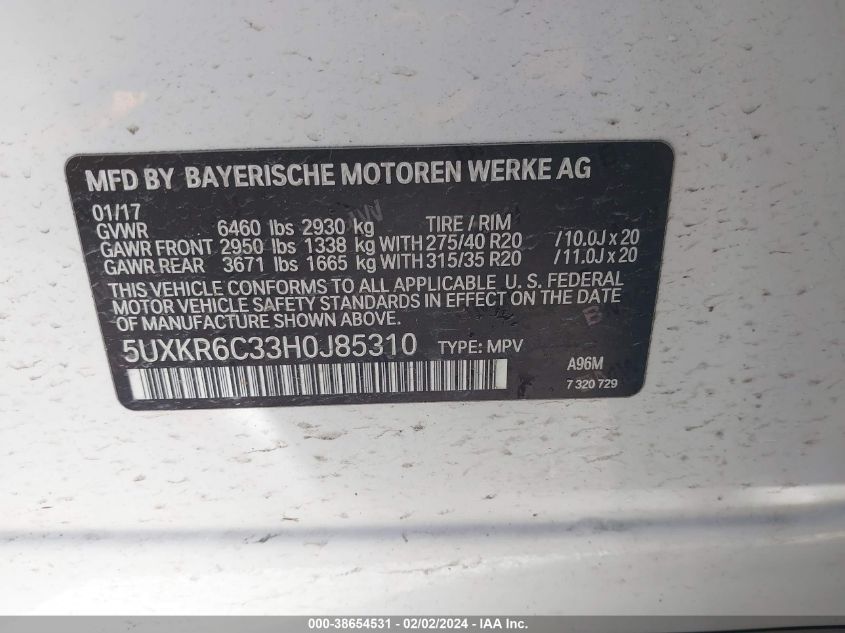 MFD BY BAYERISCHE MOTOREN WERKE AG
01/17
GVWR 6460 lbs 2930 kg TIRE / RIM
GAWR FRONT 2950 lbs 1338 kg WITH 275/40 R20 /10.0J x 20
GAWR REAR 3671 lbs 1665 kg WITH 315/35 R20 /11.0J x 20
THIS VEHICLE CONFORMS TO ALL APPLICABLE U. S. FEDERAL
MOTOR VEHICLE SAFETY STANDARDS IN EFFECT ON THE DATE
OF MANUFACTURE SHOWN ABOVE.
5UXKR6C33H0J85310 TYPE: MPV
A96M
7 320 729
000-38654531 - 02/02/2024 - IAA Inc.